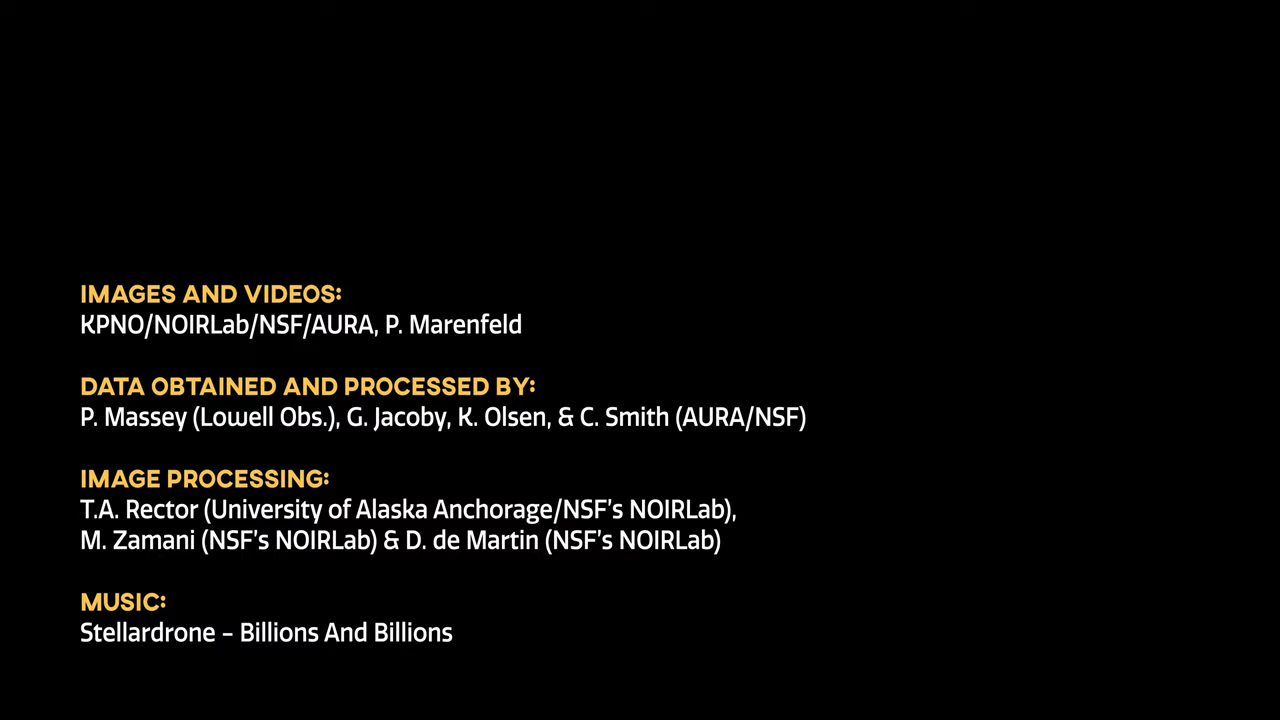 IMAGES AND VIDEOS:
KPNO/NOIRLab/NSF/AURA, P. Marenfeld
DATA OBTAINED AND PROCESSED BY:
P. Massey (Lowell Obs.), G. Jacoby, K. Olsen, & C. Smith (AURA/NSF)
IMAGE PROCESSING:
T.A. Rector (University of Alaska Anchorage/NSF’s NOIRLab),
M. Zamani (NSF’s NOIRLab) & D. de Martin (NSF’s NOIRLab)
MUSIC:
Stellardrone – Billions And Billions